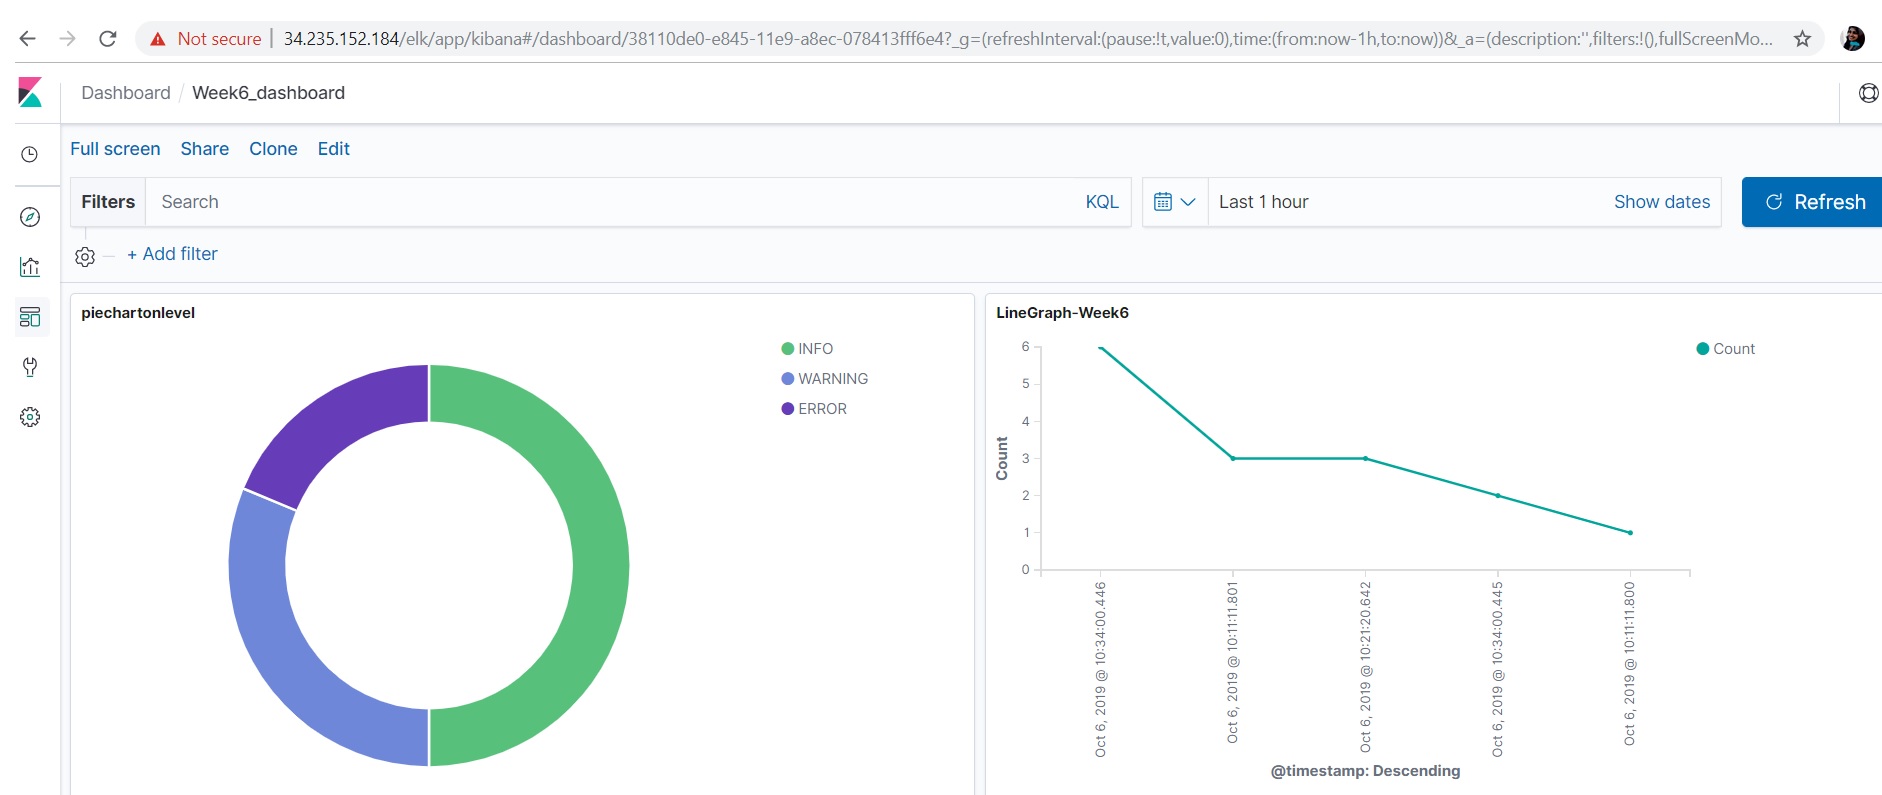 Not secure | 34.235.152.184/elk/app/kibana#/dashboard/38110de0-e845-11e9-a8ec-078413fff6e4?_g=(refreshInterval:(pause:!t,value:0),time:(from:now-1h,to:now))&_a=(description:'',filters:!(),fullScreenMo...
Dashboard / Week6_dashboard
Full screen Share Clone Edit
Filters Search KQL Last 1 hour Show dates Refresh
+ Add filter
piechartonlevel
INFO
WARNING
ERROR
LineGraph-Week6
Count
6
5
4
3
2
1
0
Count
Oct 6, 2019 @ 10:34:00.446
Oct 6, 2019 @ 10:11:11.801
Oct 6, 2019 @ 10:21:20.642
Oct 6, 2019 @ 10:34:00.445
Oct 6, 2019 @ 10:11:11.800
@timestamp: Descending